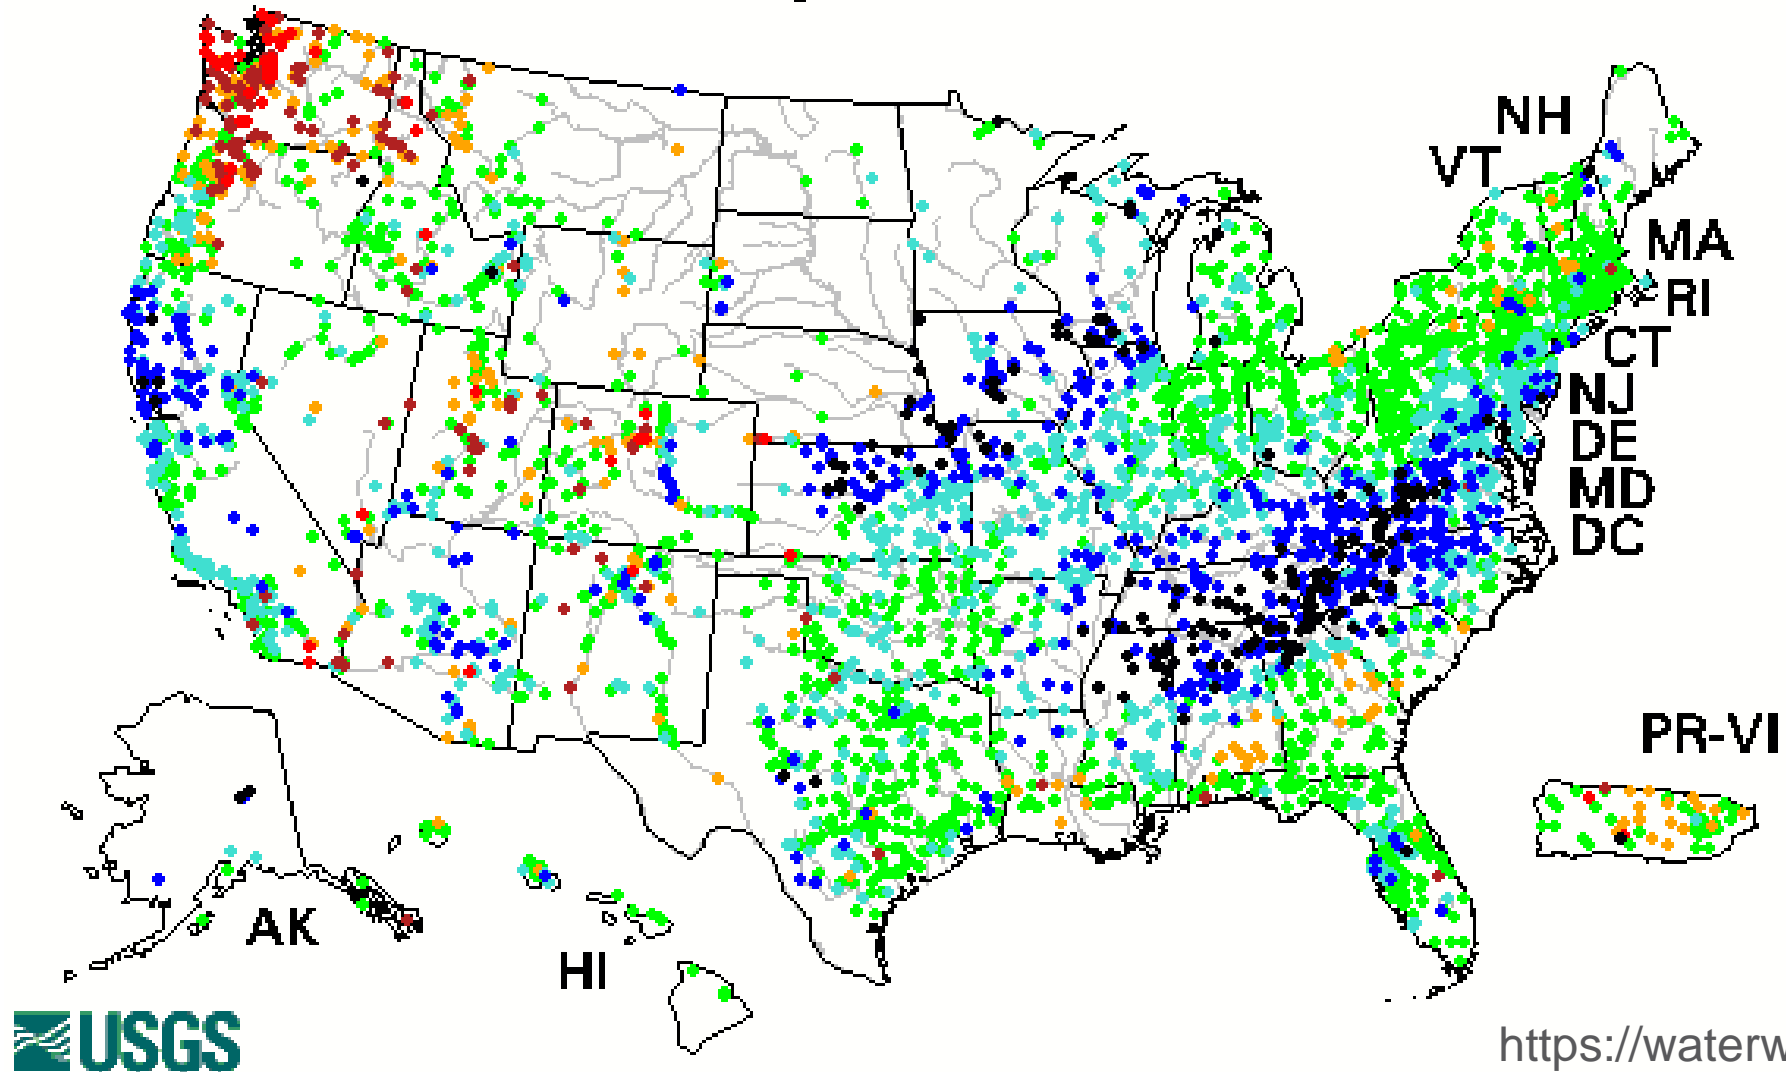 NH
VT
MA
RI
CT
NJ
DE
MD
DC
PR-VI
AK
HI
USGS
https://waterw